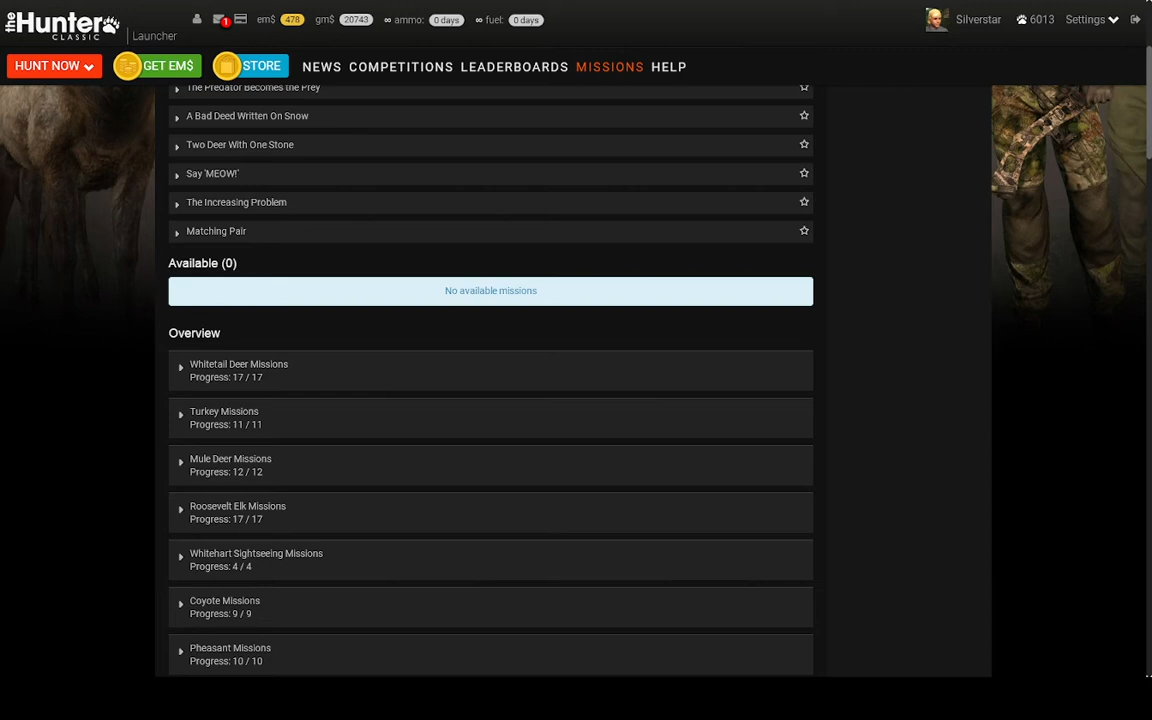 theHunter
CLASSIC
Launcher
1
em$ 478 gm$ 20743 ∞ ammo: 0 days ∞ fuel: 0 days
Silverstar 6013 Settings
HUNT NOW GET EM$ STORE NEWS COMPETITIONS LEADERBOARDS MISSIONS HELP
The Predator Becomes the Prey
A Bad Deed Written On Snow
Two Deer With One Stone
Say 'MEOW!'
The Increasing Problem
Matching Pair
Available (0)
No available missions
Overview
Whitetail Deer Missions
Progress: 17 / 17
Turkey Missions
Progress: 11 / 11
Mule Deer Missions
Progress: 12 / 12
Roosevelt Elk Missions
Progress: 17 / 17
Whitehart Sightseeing Missions
Progress: 4 / 4
Coyote Missions
Progress: 9 / 9
Pheasant Missions
Progress: 10 / 10